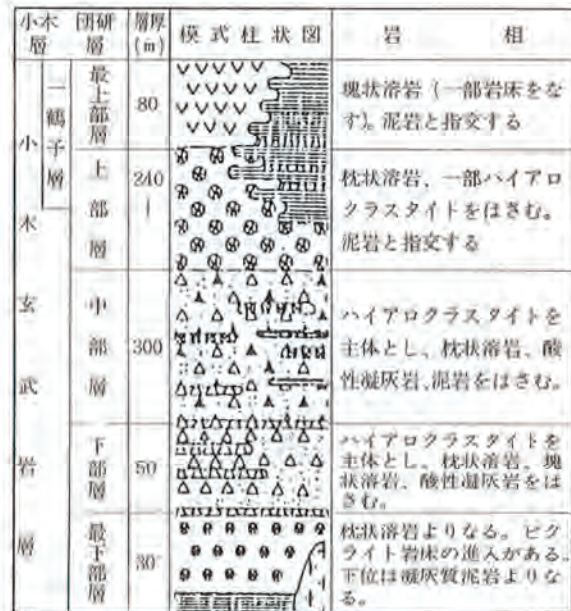 小木層 団研層 層厚(m) 模式柱状図 岩相
小木玄武岩層
鶴子層
最上部層
80
塊状溶岩(一部岩床をな
す)。泥岩と指交する
上部層
240
枕状溶岩、一部ハイアロ
クラスタイトをはさむ。
泥岩と指交する
中部層
300
ハイアロクラスタイトを
主体とし、枕状溶岩、酸
性凝灰岩、泥岩をはさむ。
下部層
50
ハイアロクラスタイトを
主体とし、枕状溶岩、塊
状溶岩、酸性凝灰岩をは
さむ。
最下部層
30
枕状溶岩よりなる。ピク
ライト岩床の進入がある。
下位は凝灰質泥岩よりな
る。